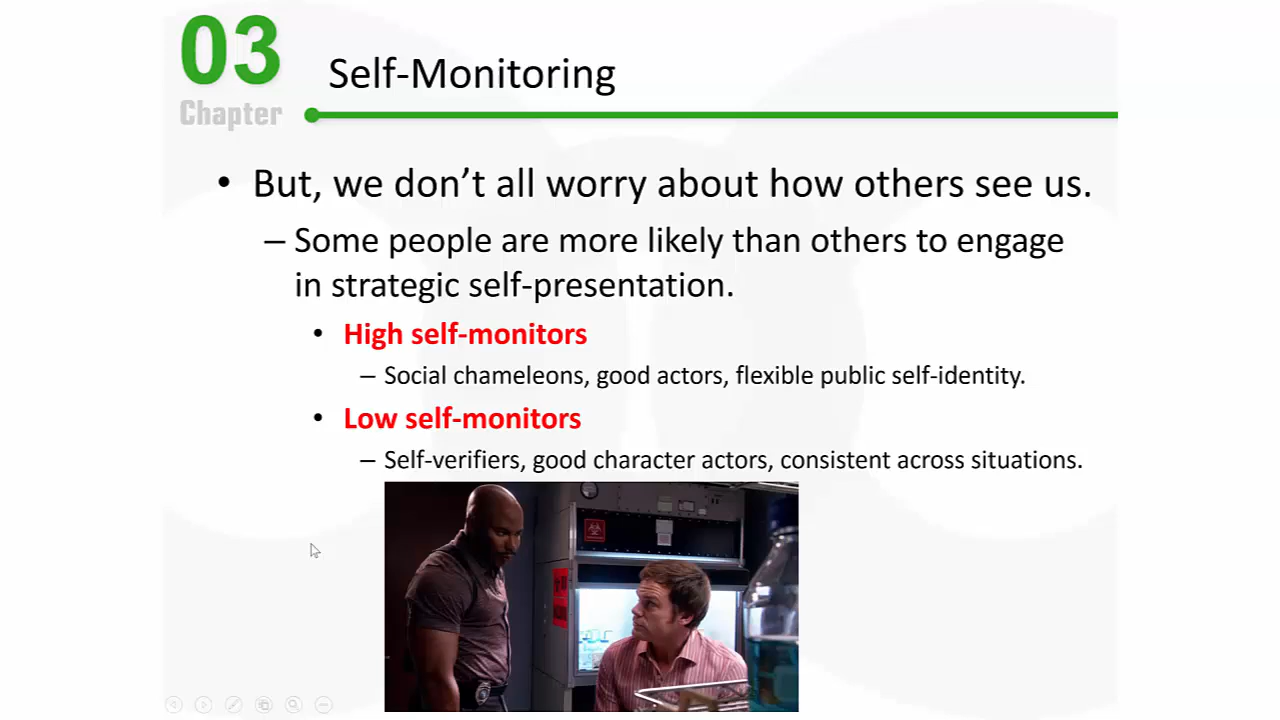 03
Chapter
Self-Monitoring
• But, we don’t all worry about how others see us.
– Some people are more likely than others to engage
in strategic self-presentation.
• High self-monitors
– Social chameleons, good actors, flexible public self-identity.
• Low self-monitors
– Self-verifiers, good character actors, consistent across situations.